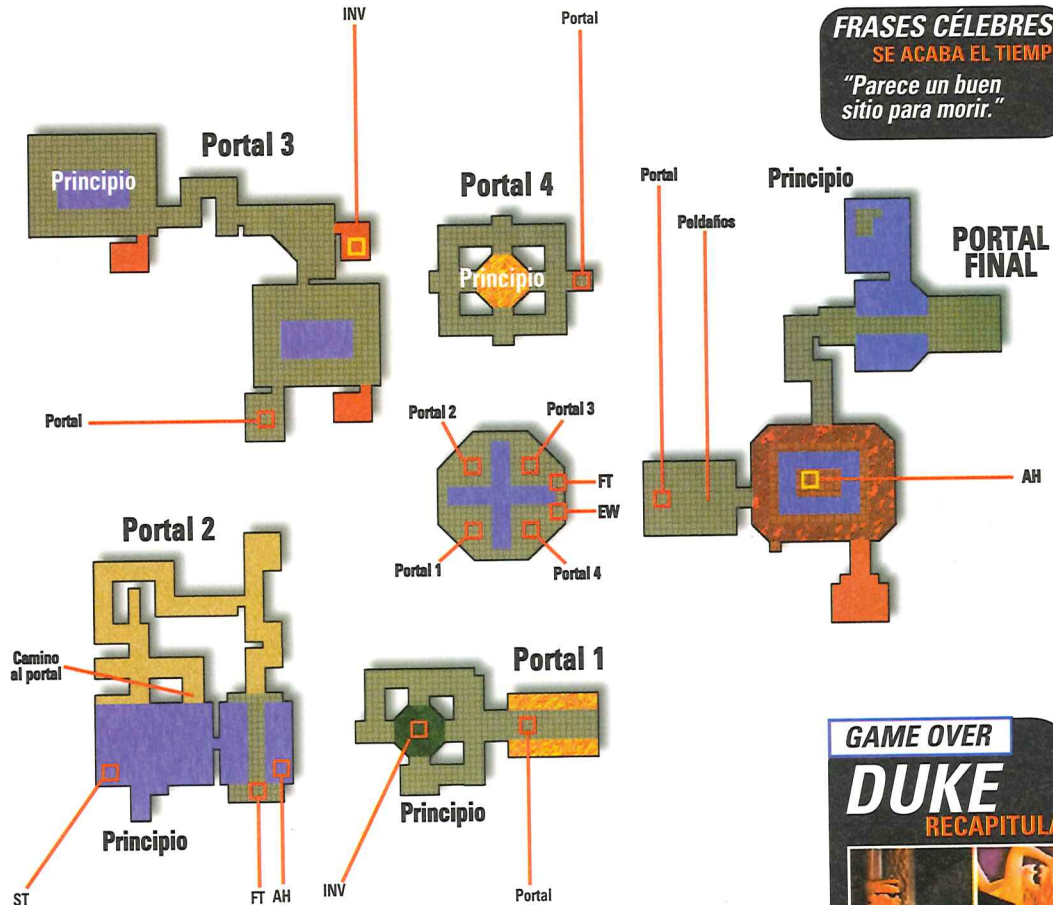 INV
Portal
FRASES CÉLEBRES
SE ACABA EL TIEMP
"Parece un buen
sitio para morir."
Portal 3
Principio
Portal
Portal 4
Principio
Portal
Peldaños
Principio
PORTAL
FINAL
AH
Portal 2
Portal 3
FT
EW
Portal 1
Portal 4
Portal 2
Camino
al portal
Principio
ST
FT
AH
Portal 1
Principio
INV
Portal
GAME OVER
DUKE
RECAPITULA